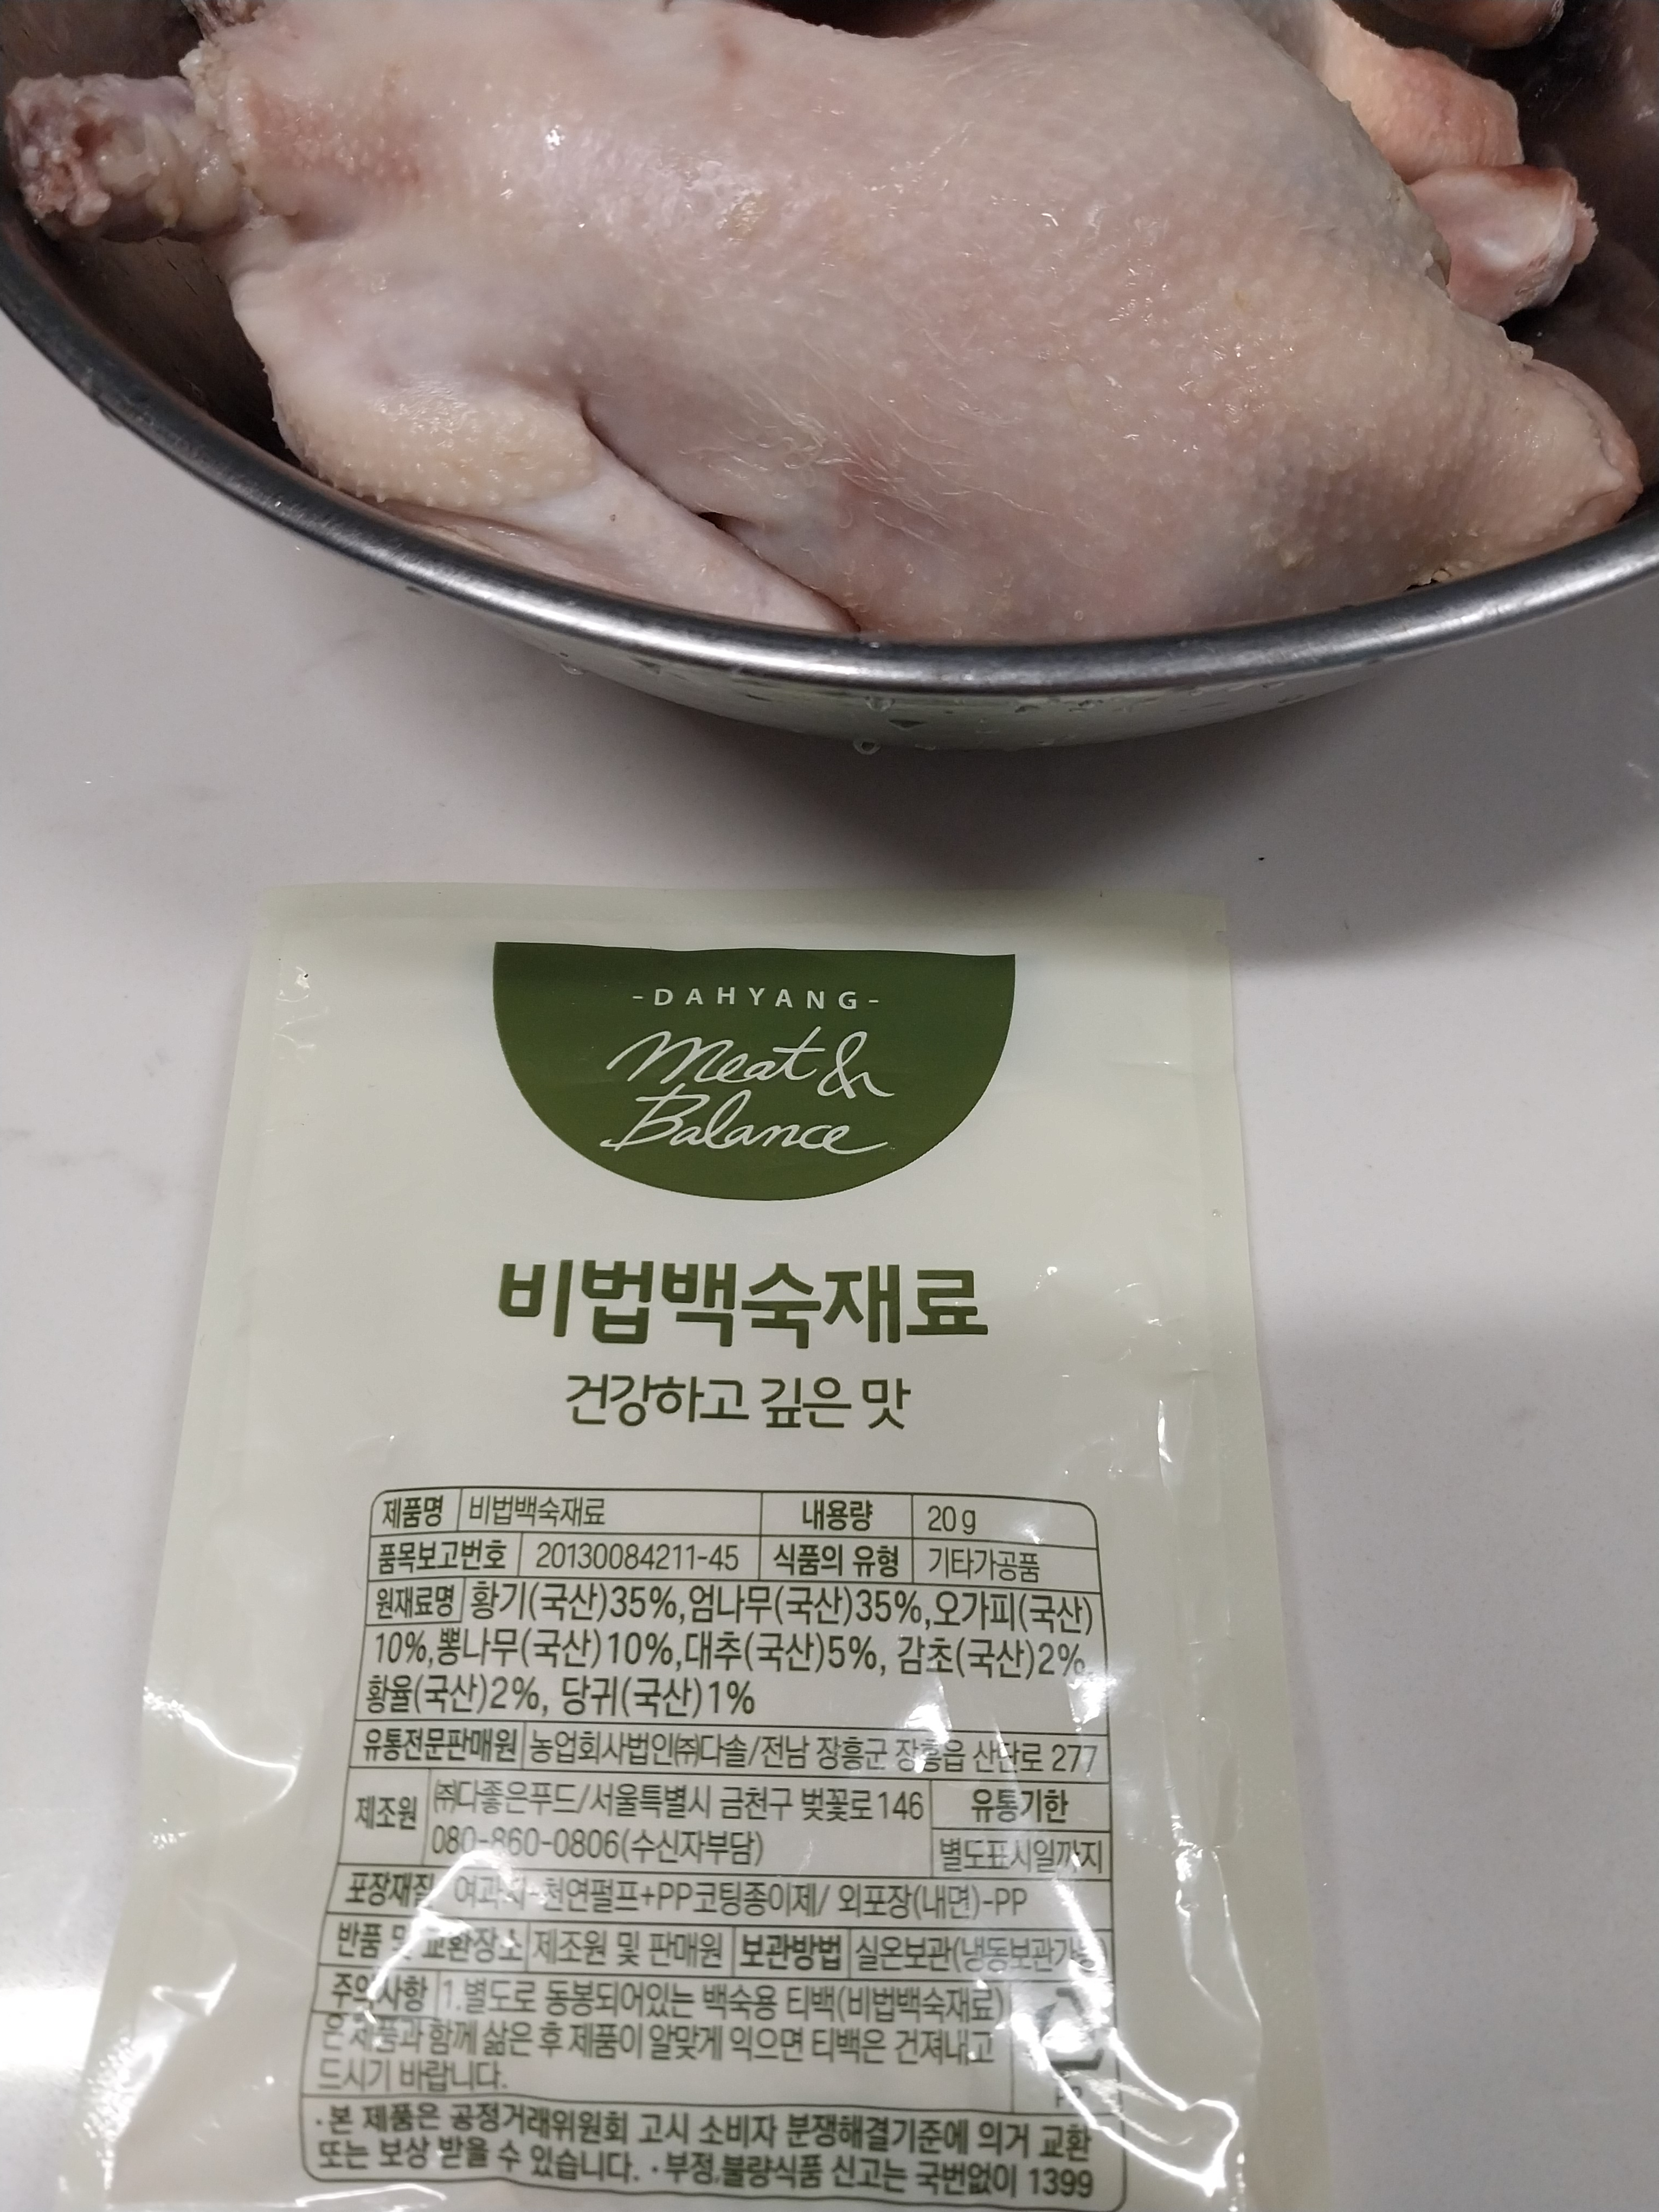 -DAHYANG-
Meat &
Balance
비법백숙재료
건강하고 깊은 맛
제품명 비법백숙재료 내용량 20g
품목보고번호 20130084211-45 식품의 유형 기타가공품
원재료명 황기(국산)35%,엄나무(국산)35%,오가피(국산)
10%,뽕나무(국산)10%,대추(국산)5%, 감초(국산)2%,
황율(국산)2%, 당귀(국산)1%
유통전문판매원 농업회사법인㈜다솔/전남 장흥군 장흥읍 산단로 277
제조원 ㈜다좋은푸드/서울특별시 금천구 벚꽃로146 유통기한
080-860-0806(수신자부담) 별도표시일까지
포장재질 여과지-천연펄프+PP코팅종이제/ 외포장(내면)-PP
반품 및 교환장소 제조원 및 판매원 보관방법 실온보관(냉동보관가능)
주의사항 1.별도로 동봉되어있는 백숙용 티백(비법백숙재료)
은 제품과 함께 삶은 후 제품이 알맞게 익으면 티백은 건져내고
드시기 바랍니다.
·본 제품은 공정거래위원회 고시 소비자 분쟁해결기준에 의거 교환
또는 보상 받을 수 있습니다. ·부정,불량식품 신고는 국번없이 1399